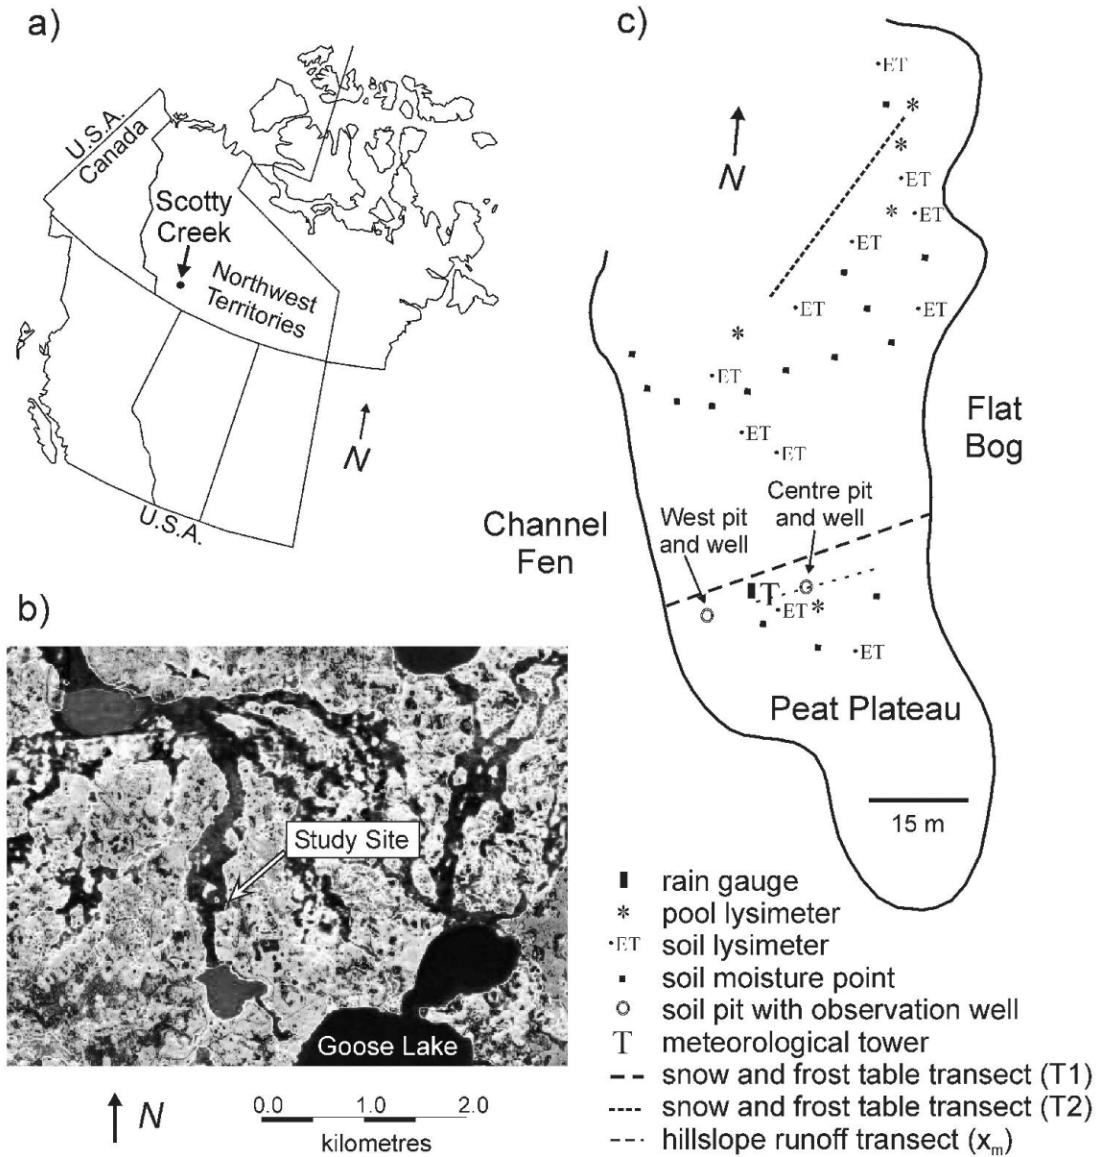 a)
U.S.A.
Canada
Scotty
Creek
Northwest
Territories
N
U.S.A.
b)
Study Site
Goose Lake
N
0.0 1.0 2.0
kilometres
c)
N
ET
ET
ET
ET
ET
ET
ET
ET
ET
Flat
Bog
Channel
Fen
West pit
and well
Centre pit
and well
T
ET
ET
Peat Plateau
15 m
rain gauge
* pool lysimeter
ET soil lysimeter
soil moisture point
soil pit with observation well
T meteorological tower
snow and frost table transect (T1)
snow and frost table transect (T2)
hillslope runoff transect (xm)